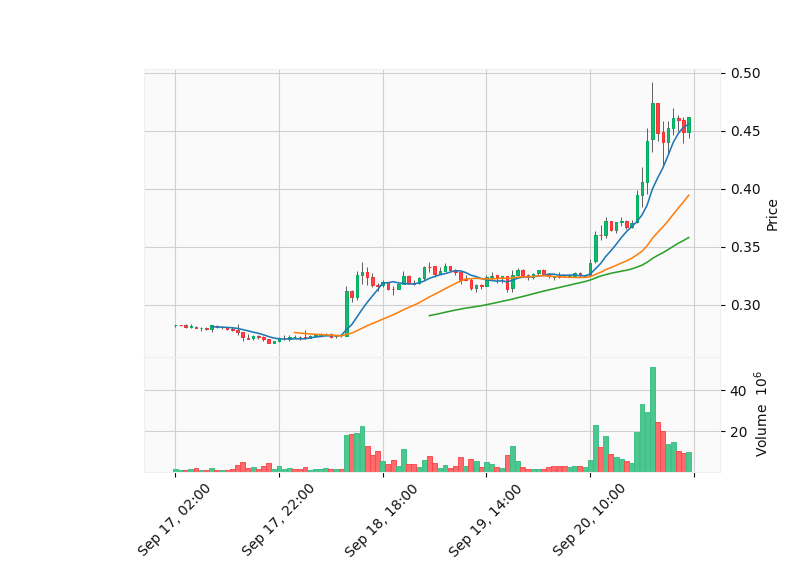 0.50
0.45
0.40
0.35
0.30
Price
40
20
Volume 10^6
Sep 17, 02:00
Sep 17, 22:00
Sep 18, 18:00
Sep 19, 14:00
Sep 20, 10:00